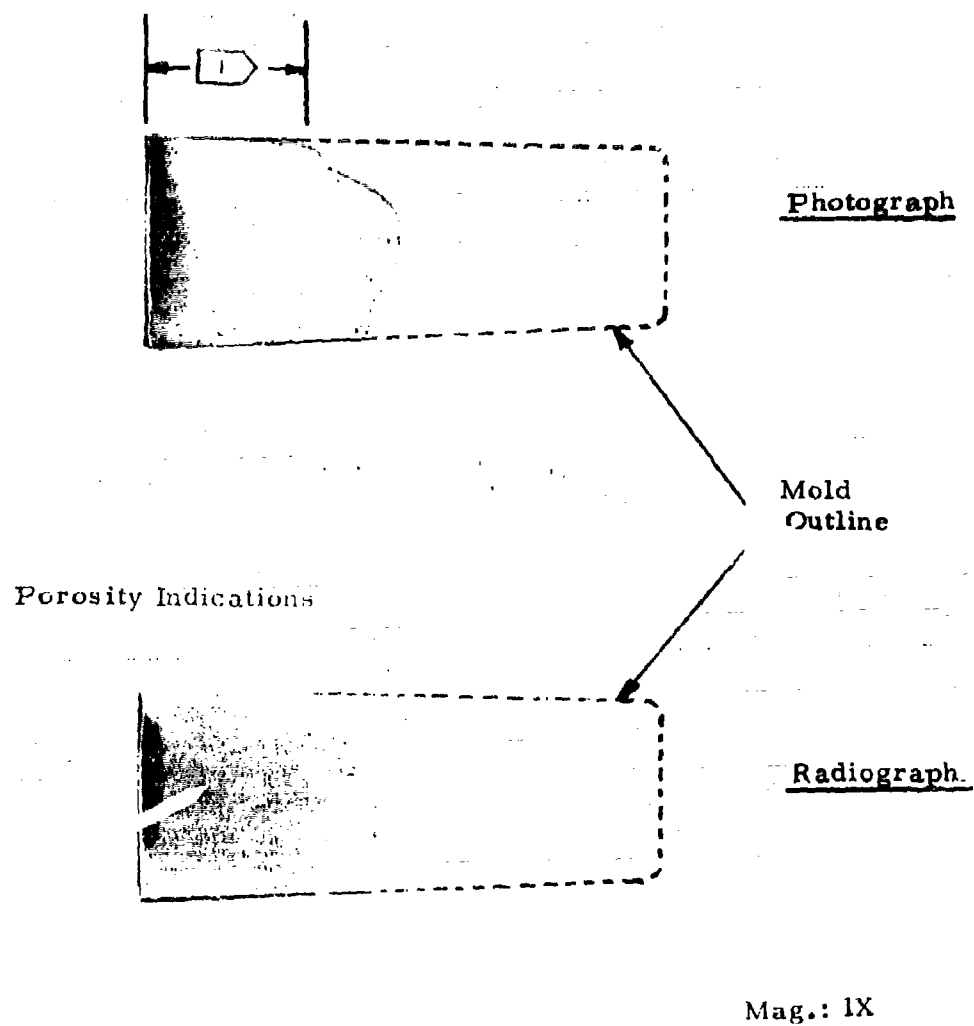 1
Photograph
Mold
Outline
Porosity Indications
Radiograph
Mag.: 1X